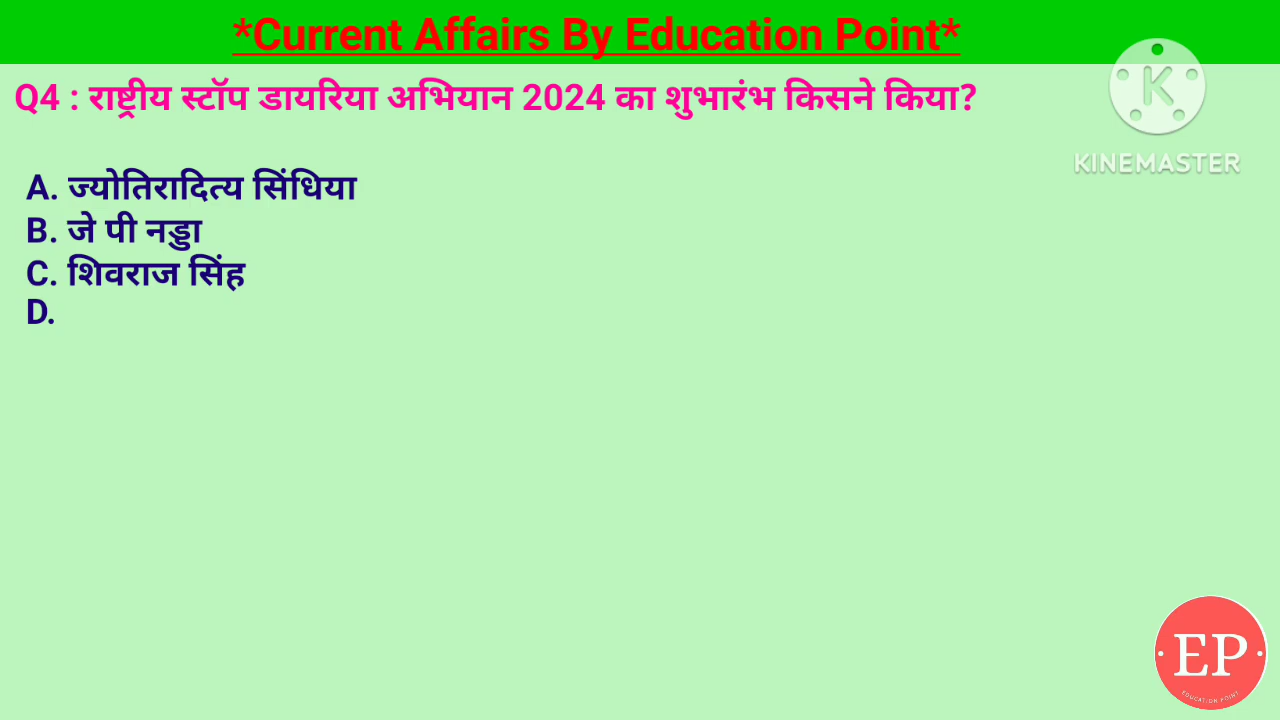 *Current Affairs By Education Point*
Q4 : राष्ट्रीय स्टॉप डायरिया अभियान 2024 का शुभारंभ किसने किया?
K
KINEMASTER
A. ज्योतिरादित्य सिंधिया
B. जे पी नड्डा
C. शिवराज सिंह
D.
EP
EDUCATION POINT